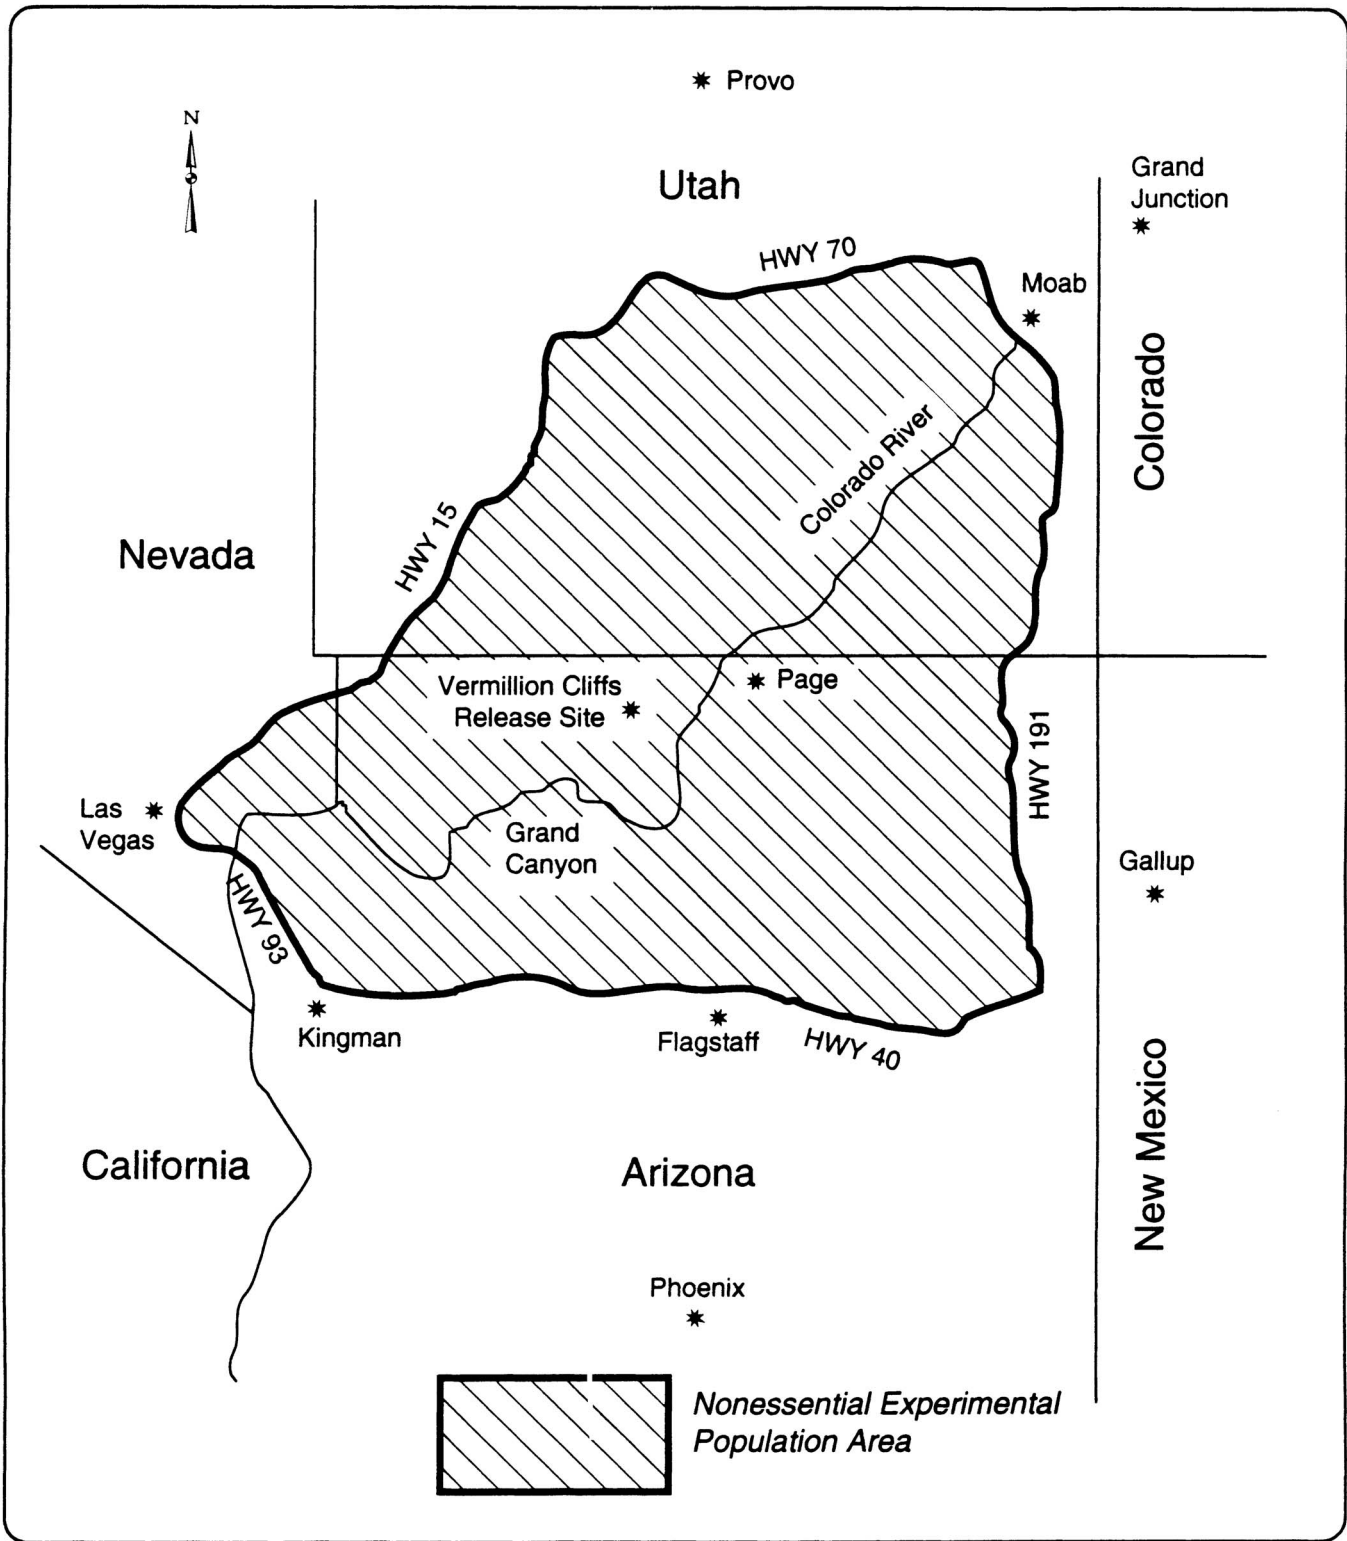 Provo
N
Utah
Grand
Junction
HWY 70
Moab
Colorado
Colorado River
HWY 15
Nevada
Vermillion Cliffs
Release Site
Page
HWY 191
Las
Vegas
Grand
Canyon
Gallup
HWY 93
Kingman
Flagstaff
HWY 40
New Mexico
California
Arizona
Phoenix
Nonessential Experimental
Population Area